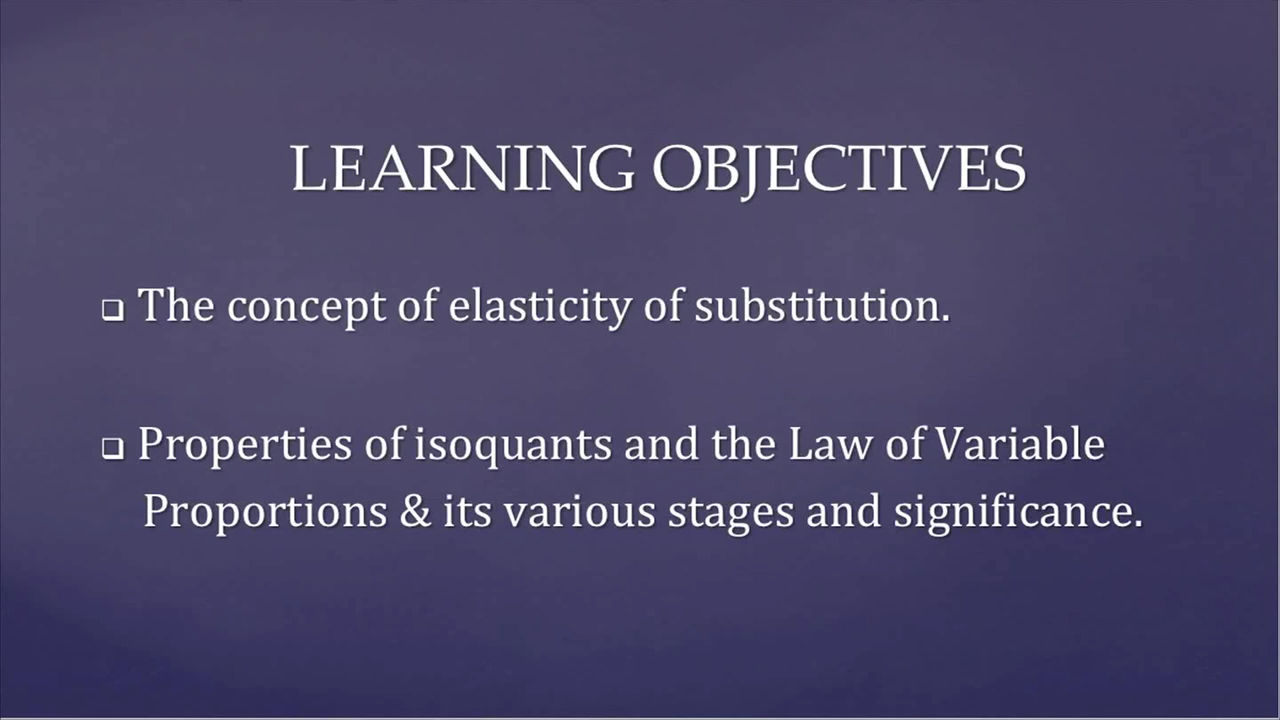 LEARNING OBJECTIVES
❑ The concept of elasticity of substitution.
❑ Properties of isoquants and the Law of Variable
Proportions & its various stages and significance.